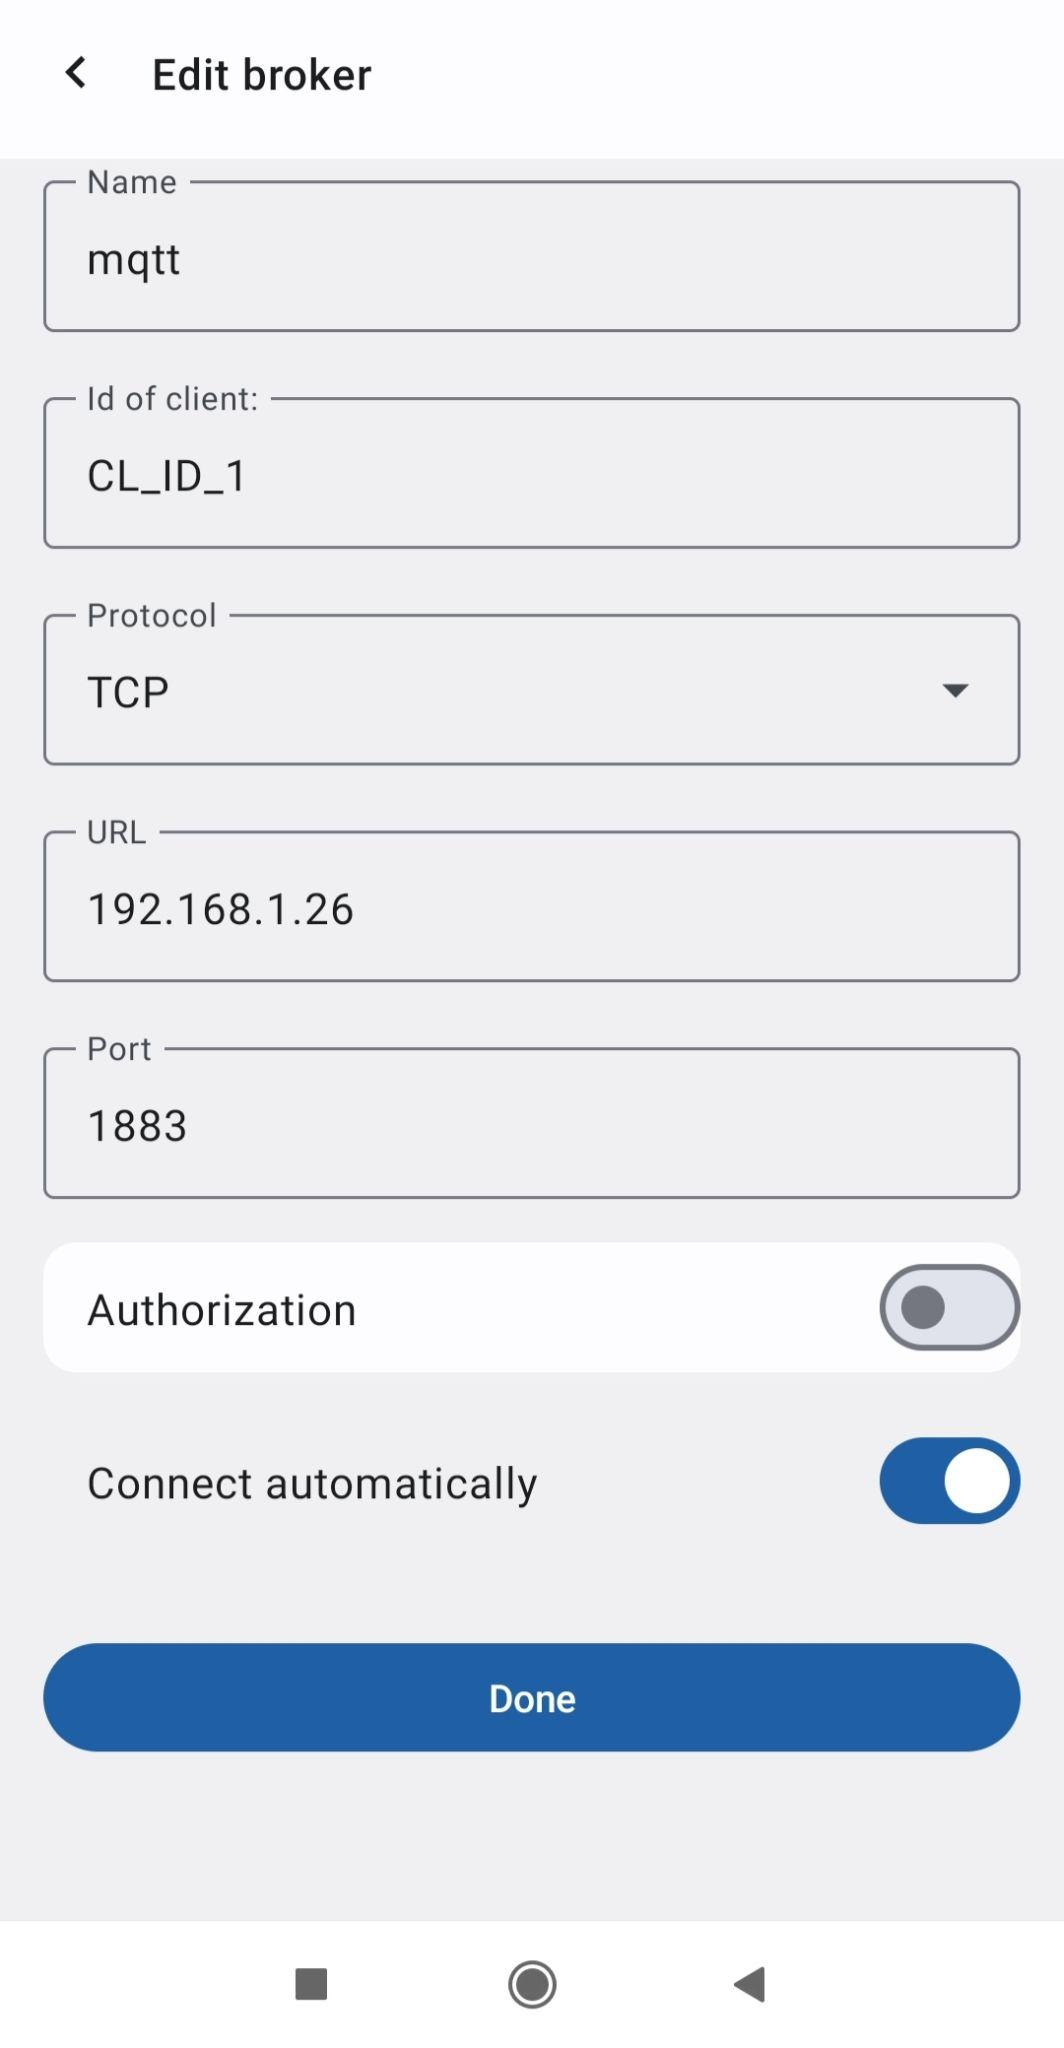 Edit broker
Name
mqtt
Id of client:
CL_ID_1
Protocol
TCP
URL
192.168.1.26
Port
1883
Authorization
Connect automatically
Done